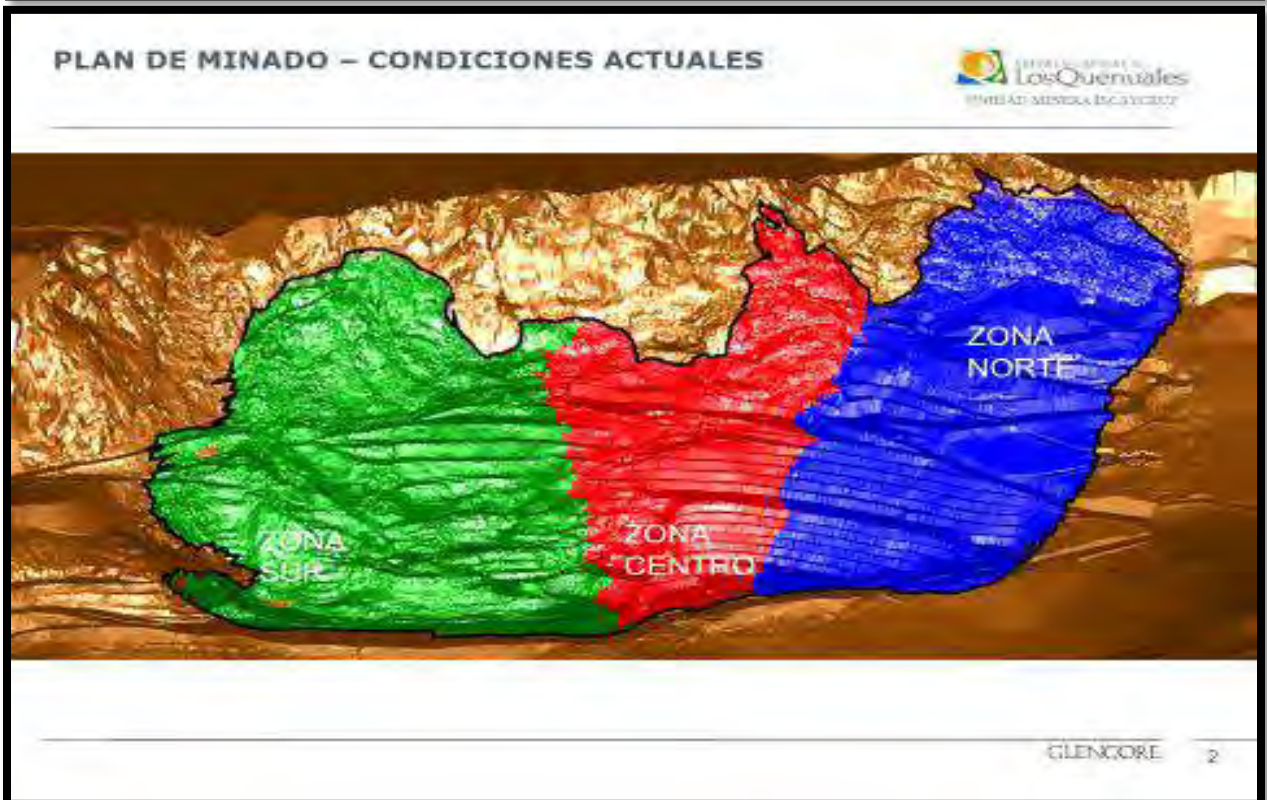 PLAN DE MINADO – CONDICIONES ACTUALES
LosQuenuales
ZONA
NORTE
ZONA
SUR
ZONA
CENTRO
GLENCORE
2